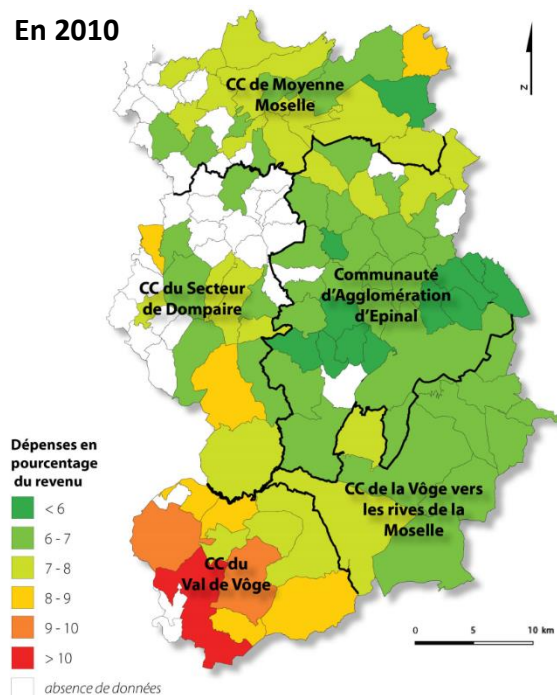 En 2010
N
CC de Moyenne
Moselle
CC du Secteur
de Dompaire
Communauté
d'Agglomération
d'Epinal
CC de la Vôge vers
les rives de la
Moselle
CC du
Val de Vôge
Dépenses en
pourcentage
du revenu
< 6
6 - 7
7 - 8
8 - 9
9 - 10
> 10
absence de données
0 5 10 km